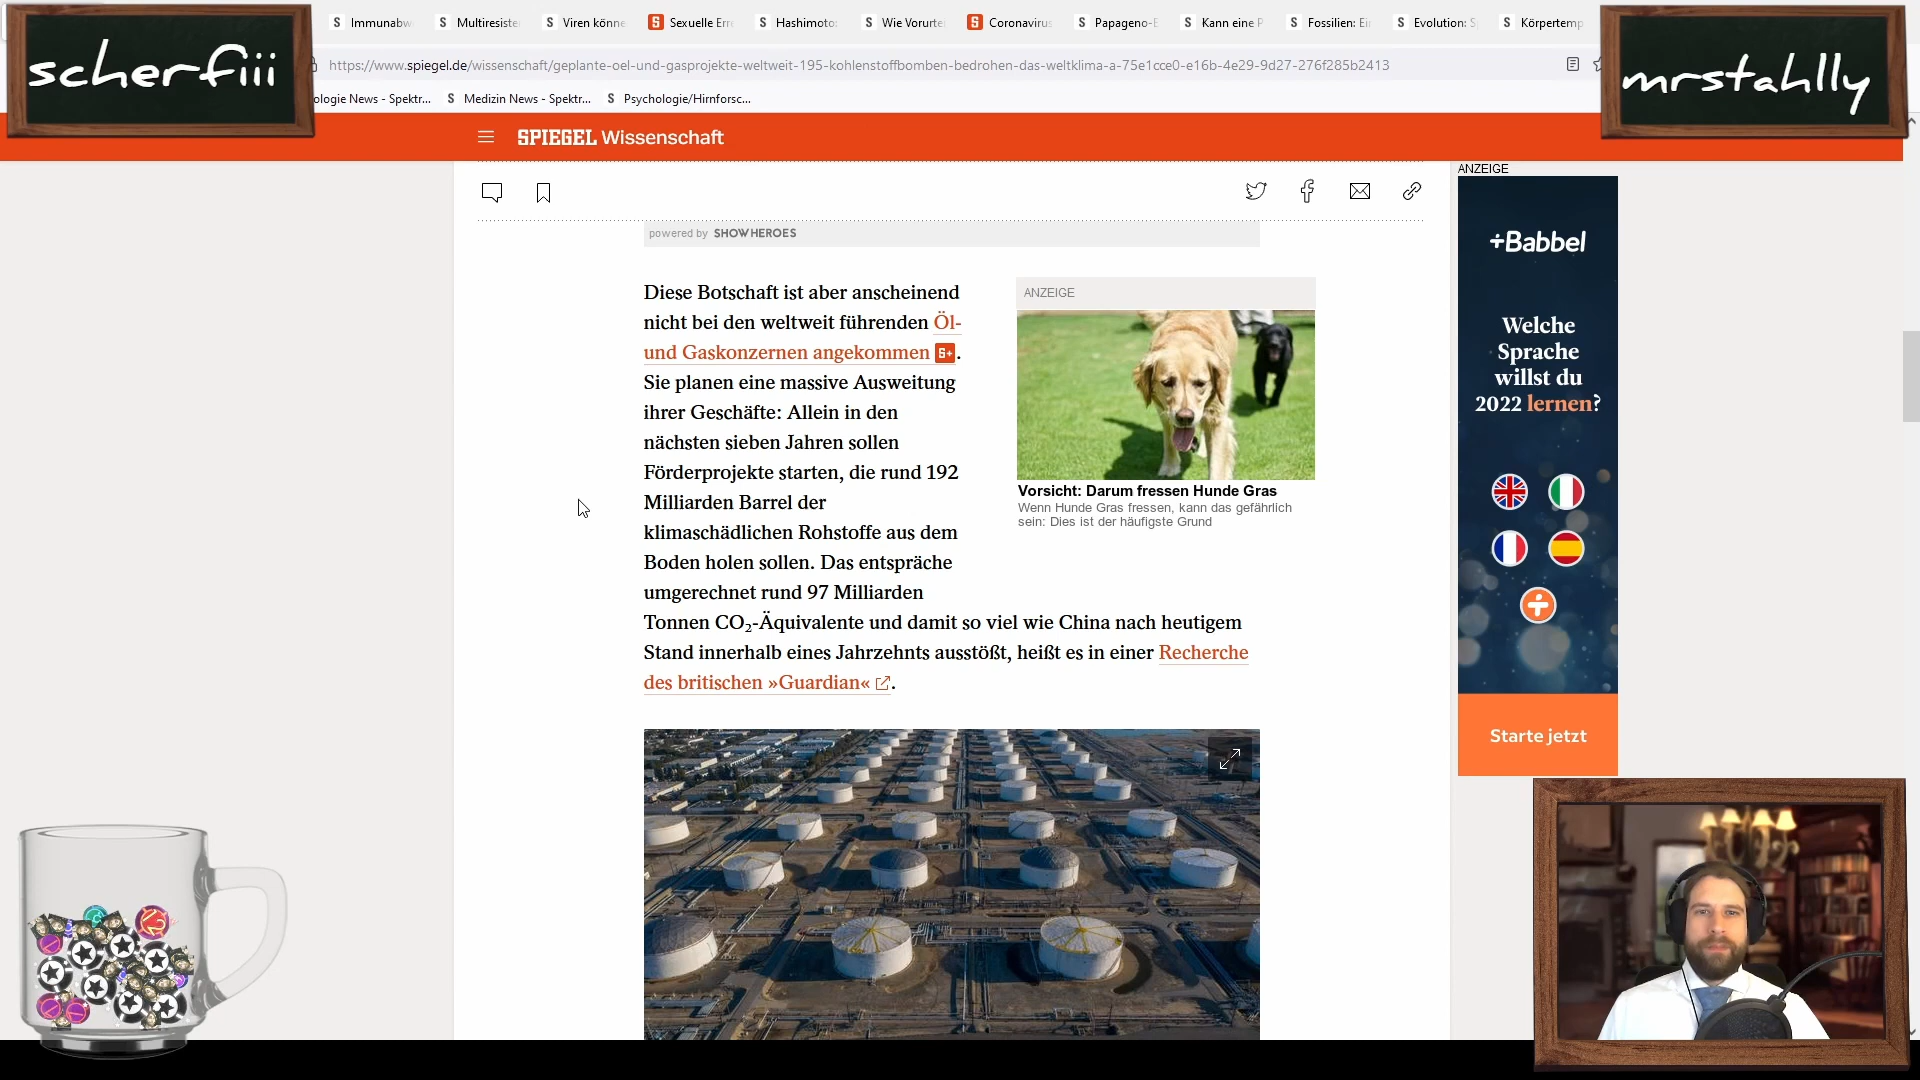 scherfiii
mrstahlly
Immunabw
Multiresiste
Viren könne
Sexuelle Erre
Hashimoto:
Wie Vorurtei
Coronavirus
Papageno-E
Kann eine P
Fossilien: Ein
Evolution: S
Körpertemp
https://www.spiegel.de/wissenschaft/geplante-oel-und-gasprojekte-weltweit-195-kohlenstoffbomben-bedrohen-das-weltklima-a-75e1cce0-e16b-4e29-9d27-276f285b2413
ologie News - Spektr...
Medizin News - Spektr...
Psychologie/Hirnforsc...
SPIEGEL Wissenschaft
powered by SHOWHEROES
Diese Botschaft ist aber anscheinend
nicht bei den weltweit führenden Öl-
und Gaskonzernen angekommen S+.
Sie planen eine massive Ausweitung
ihrer Geschäfte: Allein in den
nächsten sieben Jahren sollen
Förderprojekte starten, die rund 192
Milliarden Barrel der
klimaschädlichen Rohstoffe aus dem
Boden holen sollen. Das entspräche
umgerechnet rund 97 Milliarden
Tonnen CO₂-Äquivalente und damit so viel wie China nach heutigem
Stand innerhalb eines Jahrzehnts ausstößt, heißt es in einer Recherche
des britischen »Guardian«.
ANZEIGE
Vorsicht: Darum fressen Hunde Gras
Wenn Hunde Gras fressen, kann das gefährlich
sein: Dies ist der häufigste Grund
ANZEIGE
+Babbel
Welche
Sprache
willst du
2022 lernen?
Starte jetzt